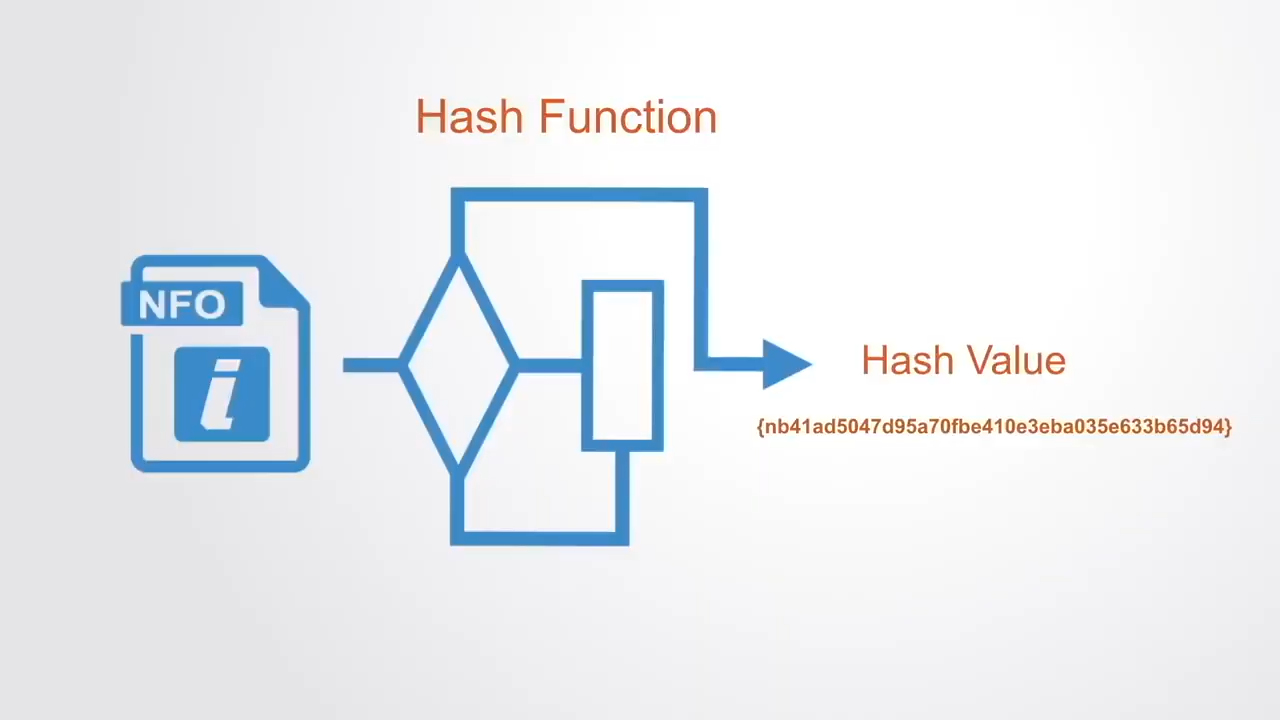 Hash Function
NFO
i
Hash Value
{nb41ad5047d95a70fbe410e3eba035e633b65d94}